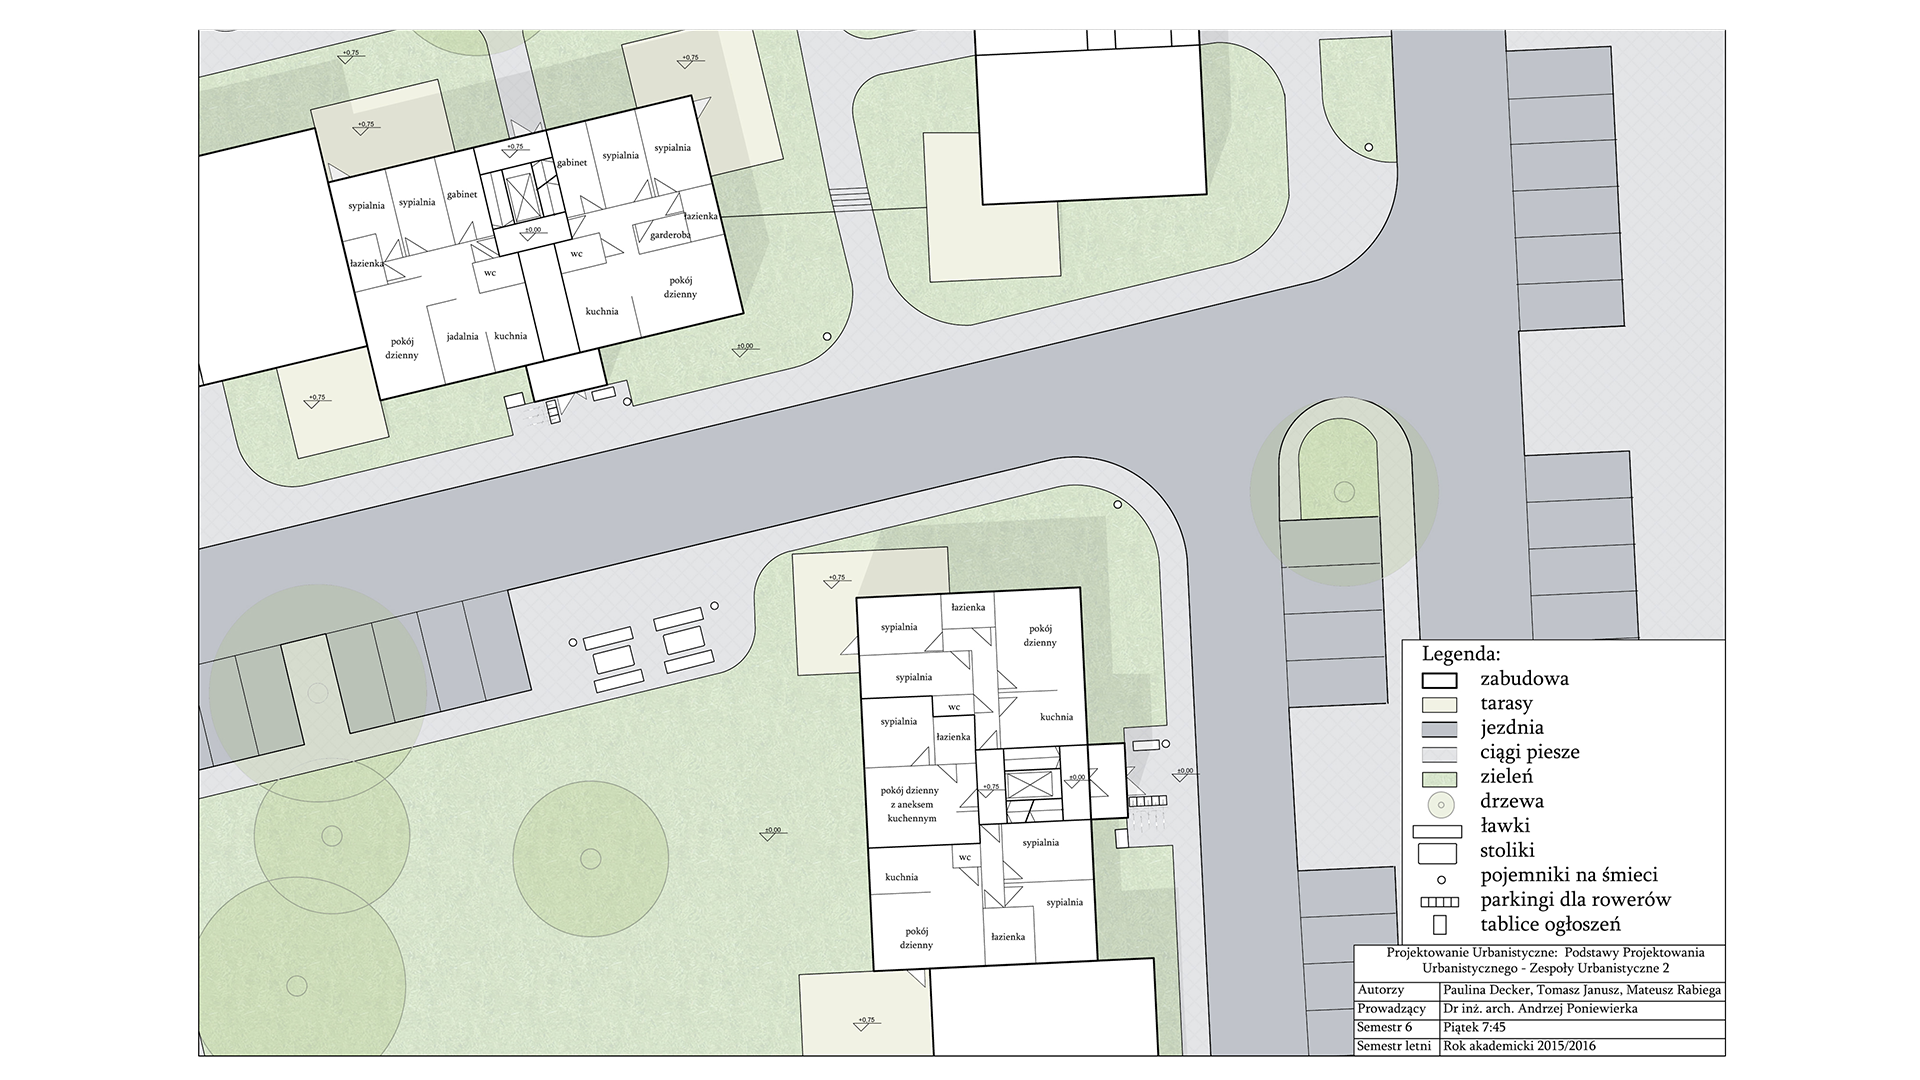 +0.75
+0.75
+0.75
+0.75
gabinet
sypialnia
sypialnia
sypialnia
sypialnia
gabinet
łazienka
garderoba
+0.00
łazienka
wc
wc
pokój
dzienny
kuchnia
pokój
dzienny
jadalnia
kuchnia
+0.00
+0.75
+0.75
sypialnia
łazienka
pokój
dzienny
sypialnia
wc
sypialnia
kuchnia
łazienka
+0.75
+0.00
+0.00
pokój dzienny
z aneksem
kuchennym
+0.00
sypialnia
wc
kuchnia
sypialnia
pokój
dzienny
łazienka
+0.75
Legenda:
zabudowa
tarasy
jezdnia
ciągi piesze
zieleń
drzewa
ławki
stoliki
pojemniki na śmieci
parkingi dla rowerów
tablice ogłoszeń
Projektowanie Urbanistyczne: Podstawy Projektowania
Urbanistycznego - Zespoły Urbanistyczne 2
Autorzy Paulina Decker, Tomasz Janusz, Mateusz Rabiega
Prowadzący Dr inż. arch. Andrzej Poniewierka
Semestr 6 Piątek 7:45
Semestr letni Rok akademicki 2015/2016